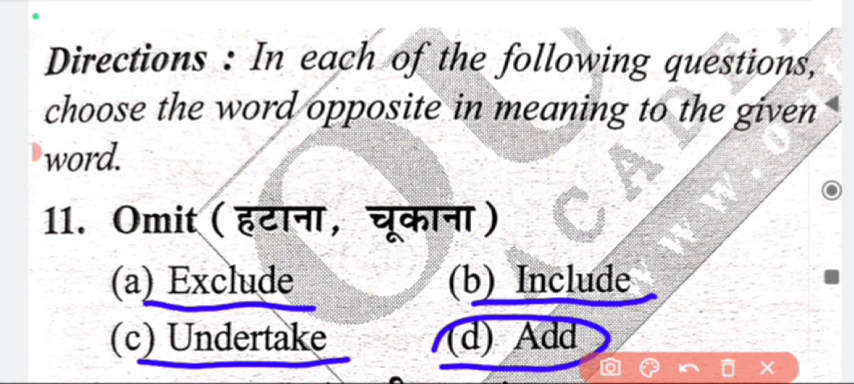 Directions : In each of the following questions,
choose the word opposite in meaning to the given
word.
11. Omit ( हटाना, चूकाना )
(a) Exclude (b) Include
(c) Undertake (d) Add